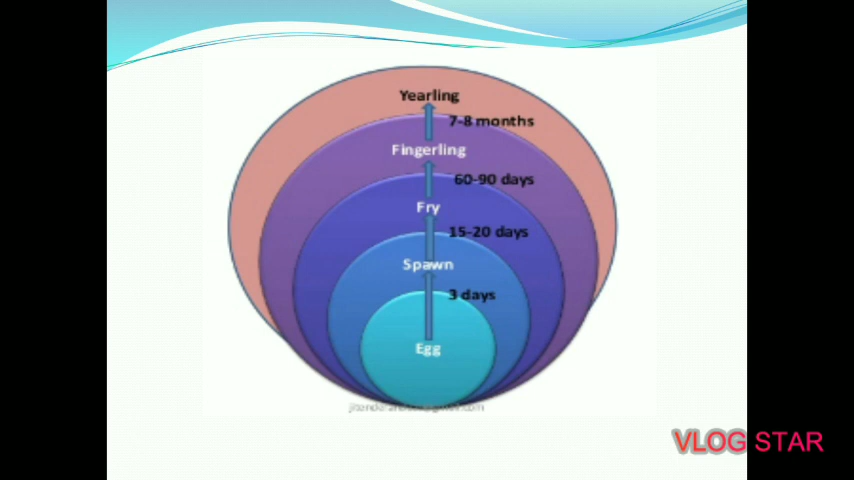 Yearling
7-8 months
Fingerling
60-90 days
Fry
15-20 days
Spawn
3 days
Egg
VLOG STAR